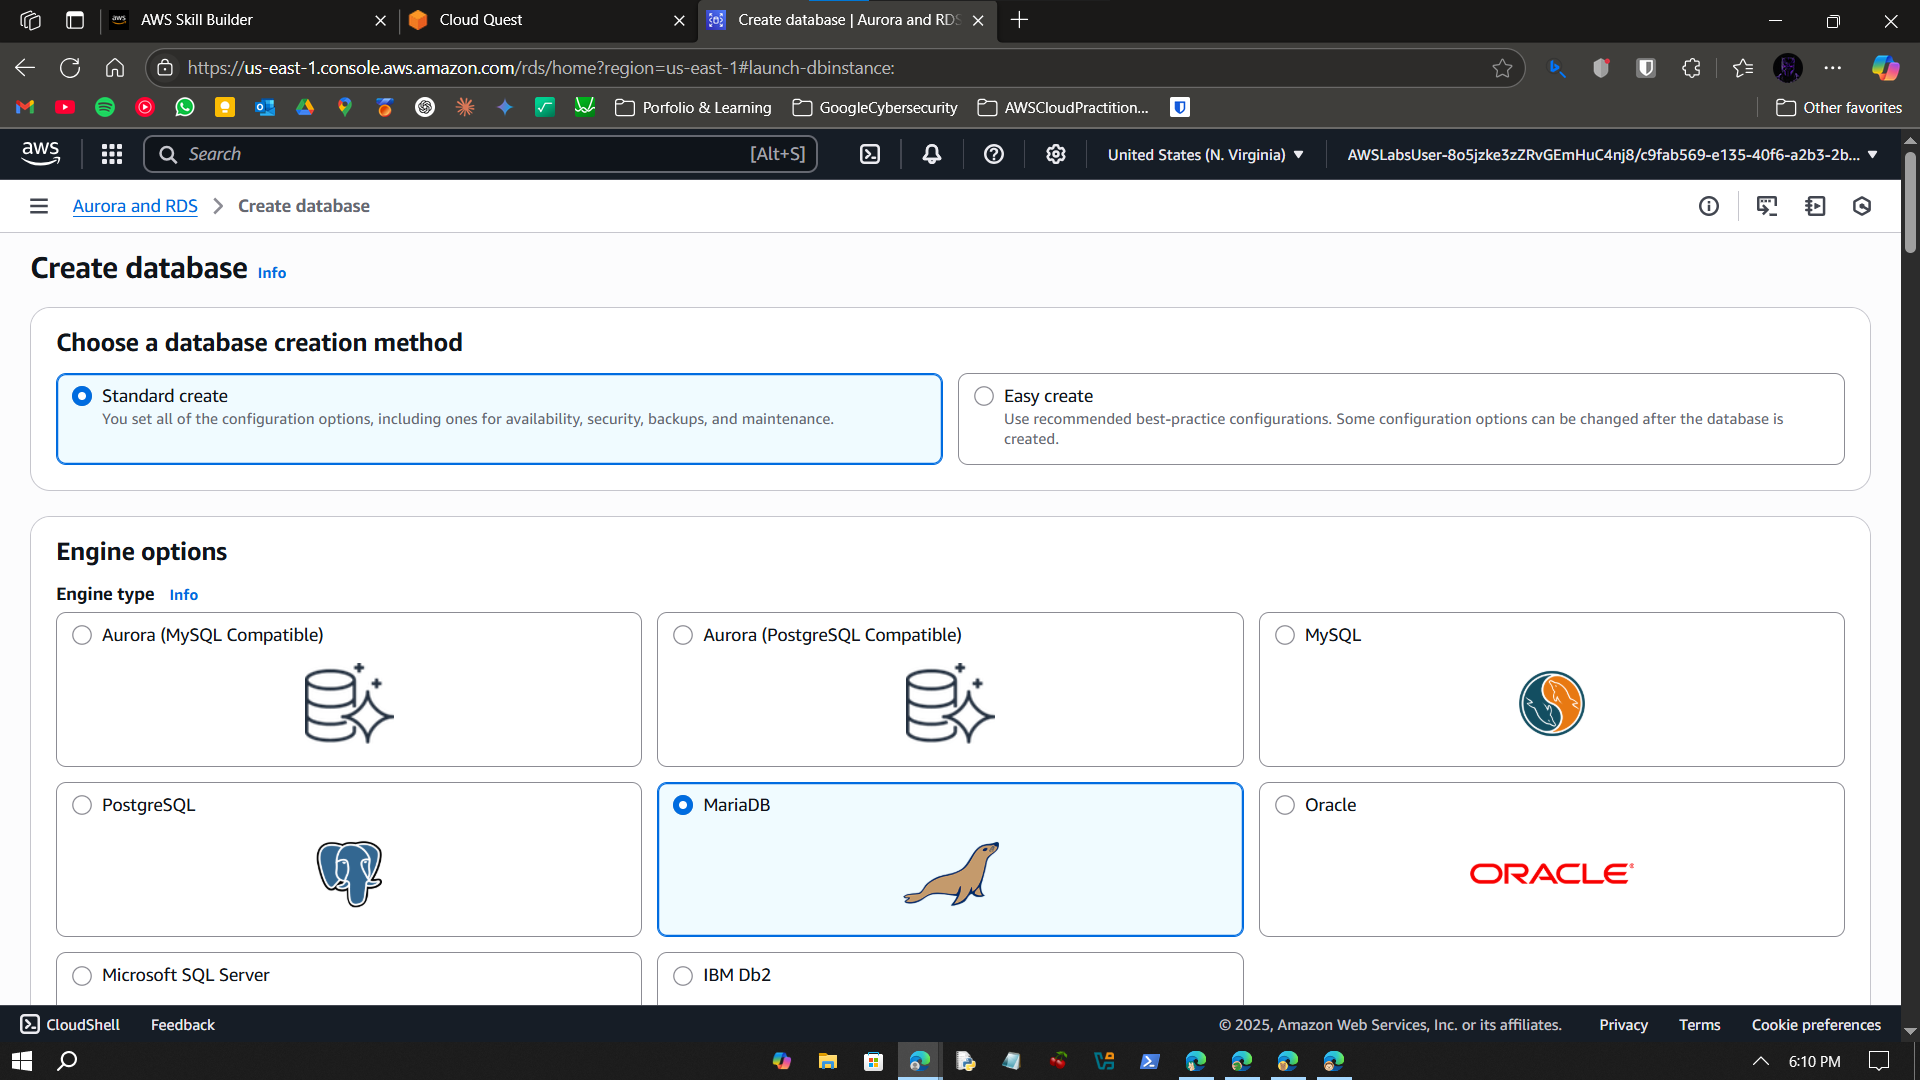 AWS Skill Builder
Cloud Quest
Create database | Aurora and RDS
https://us-east-1.console.aws.amazon.com/rds/home?region=us-east-1#launch-dbinstance:
Porfolio & Learning
GoogleCybersecurity
AWSCloudPractition...
Other favorites
aws
Search
[Alt+S]
United States (N. Virginia)
AWSLabsUser-8o5jzke3zZRvGEmHuC4nj8/c9fab569-e135-40f6-a2b3-2b...
Aurora and RDS > Create database
Create database Info
Choose a database creation method
Standard create
You set all of the configuration options, including ones for availability, security, backups, and maintenance.
Easy create
Use recommended best-practice configurations. Some configuration options can be changed after the database is
created.
Engine options
Engine type Info
Aurora (MySQL Compatible)
Aurora (PostgreSQL Compatible)
MySQL
PostgreSQL
MariaDB
Oracle
ORACLE
Microsoft SQL Server
IBM Db2
CloudShell
Feedback
© 2025, Amazon Web Services, Inc. or its affiliates.
Privacy
Terms
Cookie preferences
6:10 PM